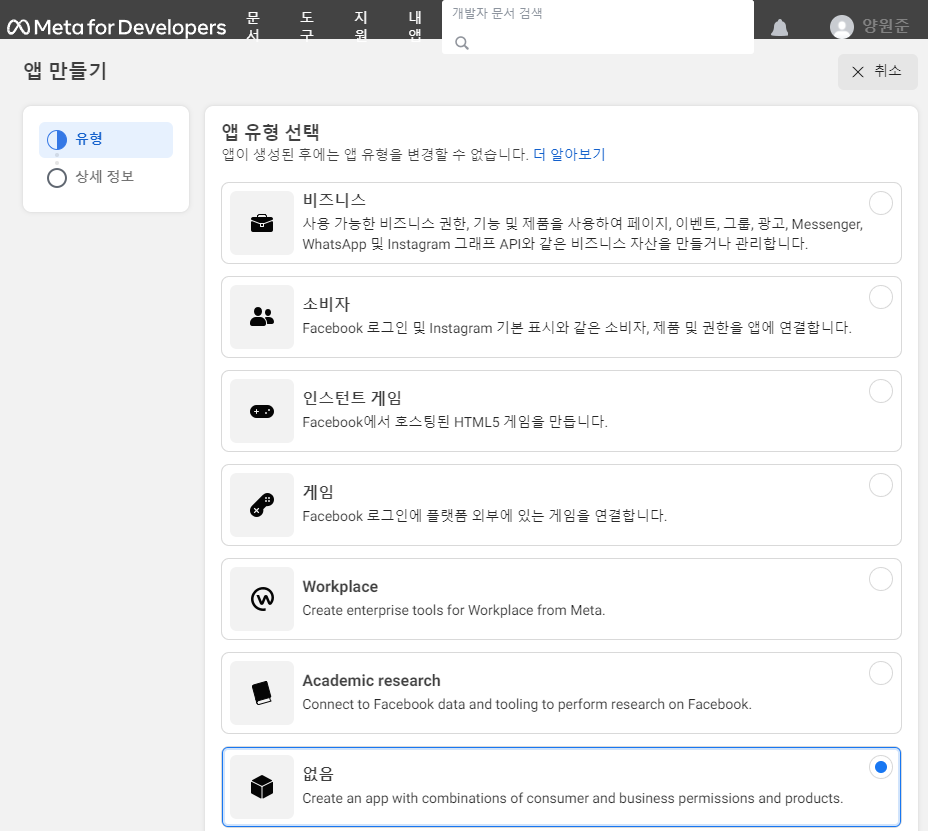 Meta for Developers
문서
도구
지원
내 앱
개발자 문서 검색
양원준
앱 만들기
취소
유형
상세 정보
앱 유형 선택
앱이 생성된 후에는 앱 유형을 변경할 수 없습니다. 더 알아보기
비즈니스
사용 가능한 비즈니스 권한, 기능 및 제품을 사용하여 페이지, 이벤트, 그룹, 광고, Messenger,
WhatsApp 및 Instagram 그래프 API와 같은 비즈니스 자산을 만들거나 관리합니다.
소비자
Facebook 로그인 및 Instagram 기본 표시와 같은 소비자, 제품 및 권한을 앱에 연결합니다.
인스턴트 게임
Facebook에서 호스팅된 HTML5 게임을 만듭니다.
게임
Facebook 로그인에 플랫폼 외부에 있는 게임을 연결합니다.
Workplace
Create enterprise tools for Workplace from Meta.
Academic research
Connect to Facebook data and tooling to perform research on Facebook.
없음
Create an app with combinations of consumer and business permissions and products.